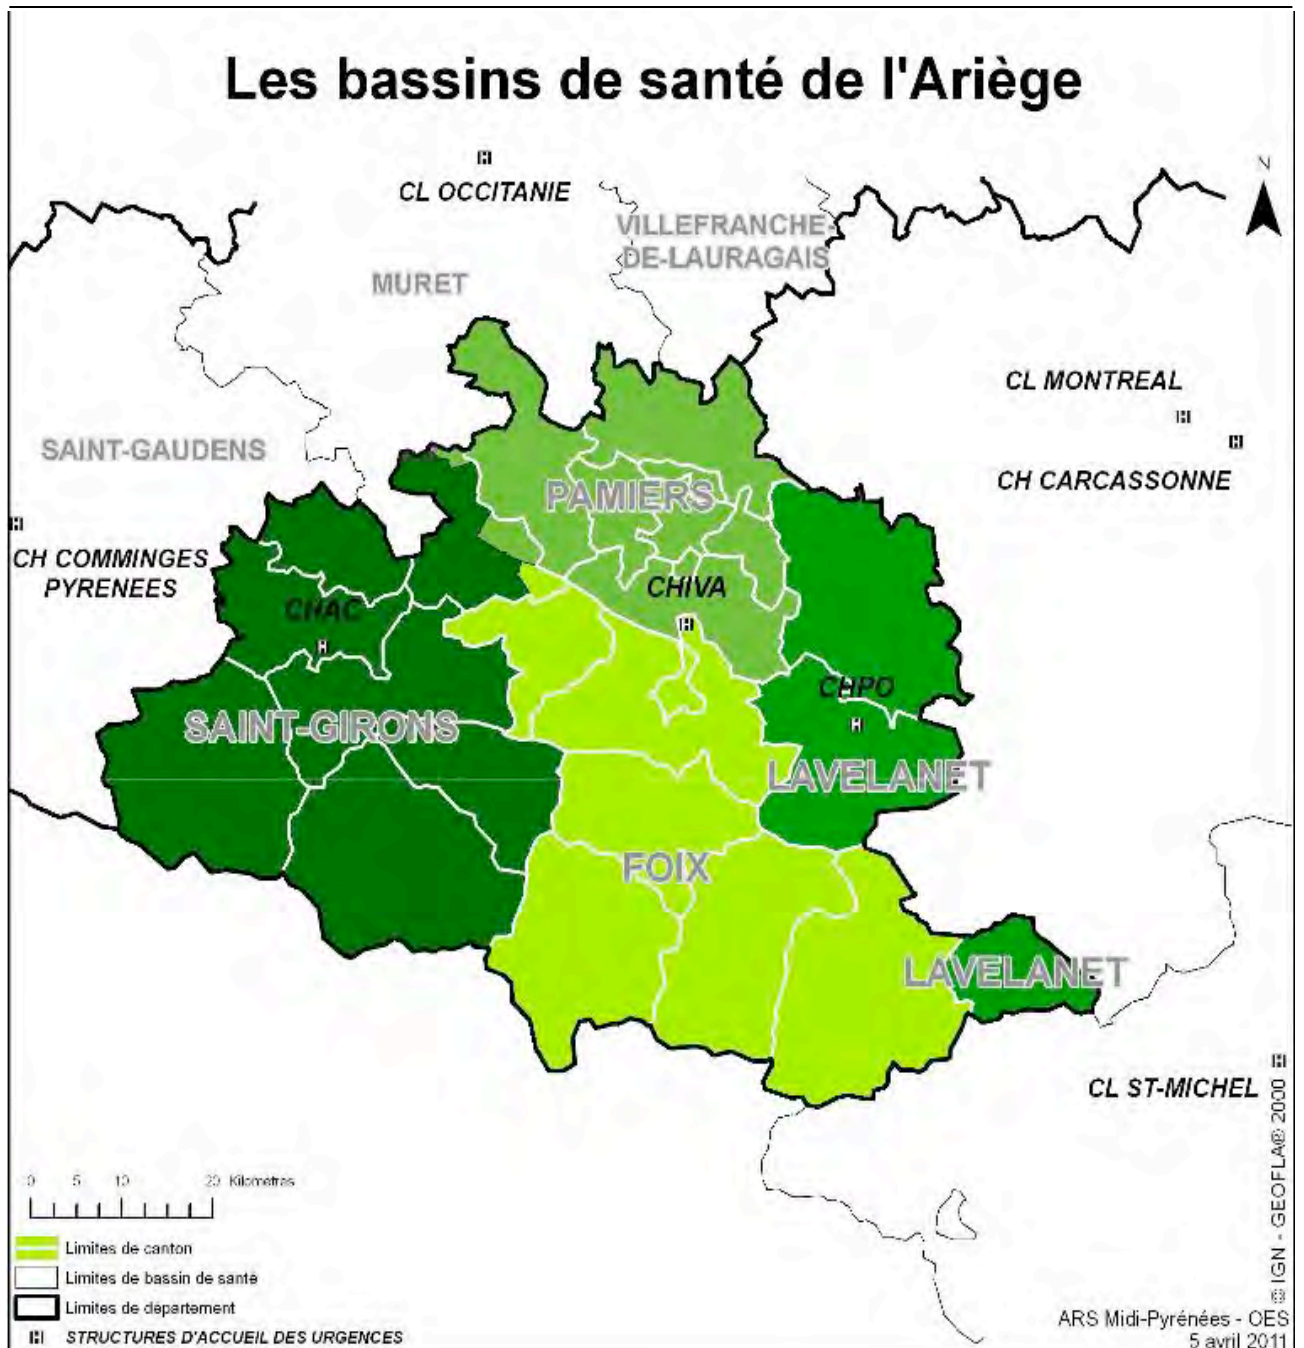 Les bassins de santé de l'Ariège
N
CL OCCITANIE
VILLEFRANCHE-
DE-LAURAGAIS
MURET
CL MONTREAL
SAINT-GAUDENS
CH CARCASSONNE
PAMIERS
CH COMMINGES
PYRENEES
CHIVA
CHAC
CHPO
SAINT-GIRONS
LAVELANET
FOIX
LAVELANET
CL ST-MICHEL
0 5 10 20 Kilometres
Limites de canton
Limites de bassin de santé
Limites de département
H STRUCTURES D'ACCUEIL DES URGENCES
© IGN - GEOFLA® 2000
ARS Midi-Pyrénées - OES
5 avril 2011